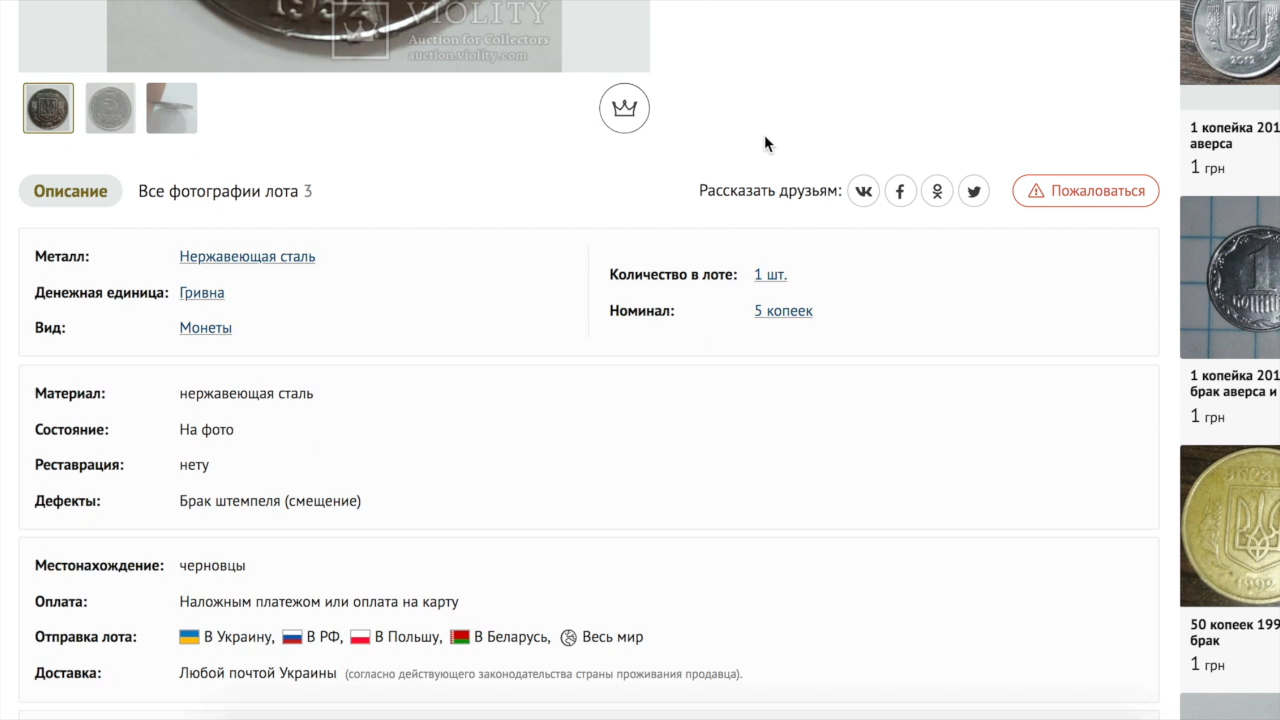 VIOLITY
Auction for Collectors
auction.violity.com
Описание Все фотографии лота 3
Рассказать друзьям:
Пожаловаться
Металл: Нержавеющая сталь
Денежная единица: Гривна
Вид: Монеты
Количество в лоте: 1 шт.
Номинал: 5 копеек
Материал: нержавеющая сталь
Состояние: На фото
Реставрация: нету
Дефекты: Брак штемпеля (смещение)
Местонахождение: черновцы
Оплата: Наложным платежом или оплата на карту
Отправка лота: В Украину, В РФ, В Польшу, В Беларусь, Весь мир
Доставка: Любой почтой Украины (согласно действующего законодательства страны проживания продавца).
2012
1 копейка 201
аверса
1 грн
1
1 копейка 201
брак аверса и
1 грн
50 копеек 199
брак
1 грн